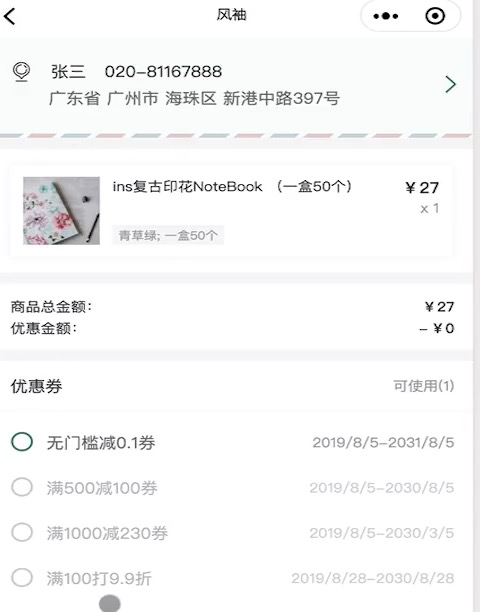 风袖
张三 020-81167888
广东省 广州市 海珠区 新港中路397号
ins复古印花NoteBook （一盒50个）
￥27
x 1
青草绿; 一盒50个
商品总金额： ￥27
优惠金额： - ￥0
优惠券 可使用(1)
无门槛减0.1券 2019/8/5-2031/8/5
满500减100券 2019/8/5-2030/8/5
满1000减230券 2019/8/5-2030/3/5
满100打9.9折 2019/8/28-2030/8/28